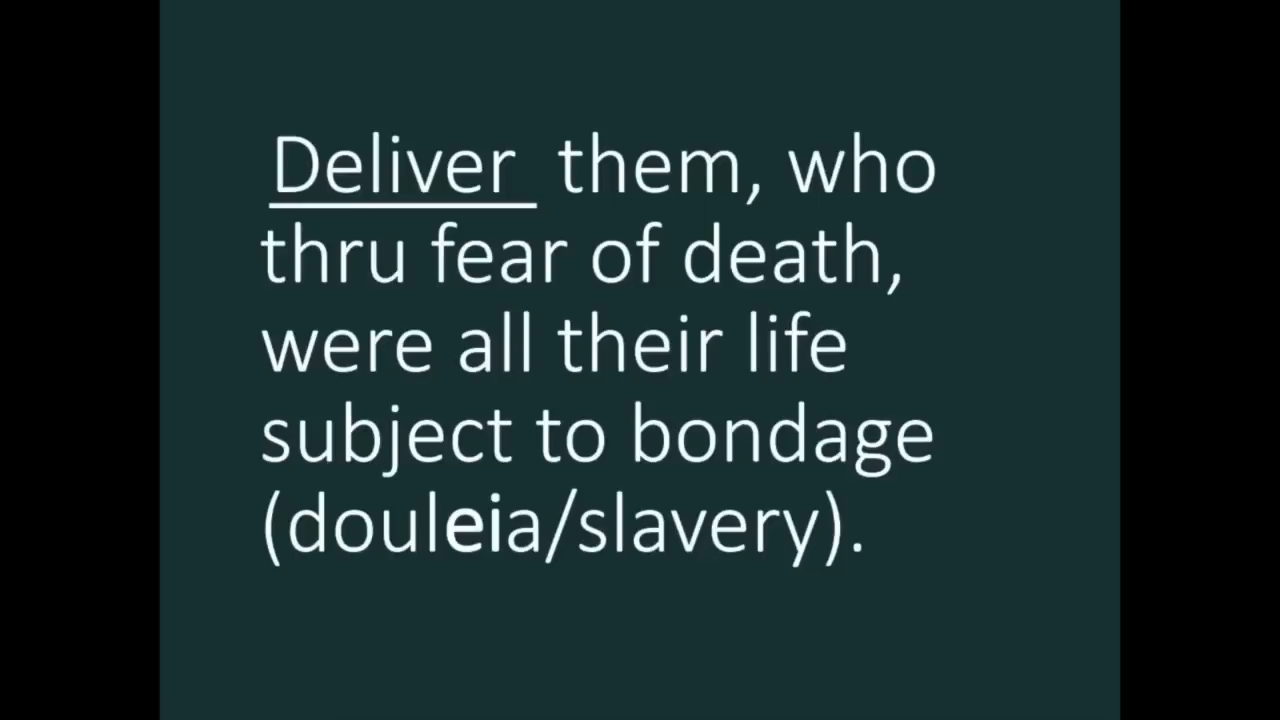 Deliver them, who
thru fear of death,
were all their life
subject to bondage
(douleia/slavery).